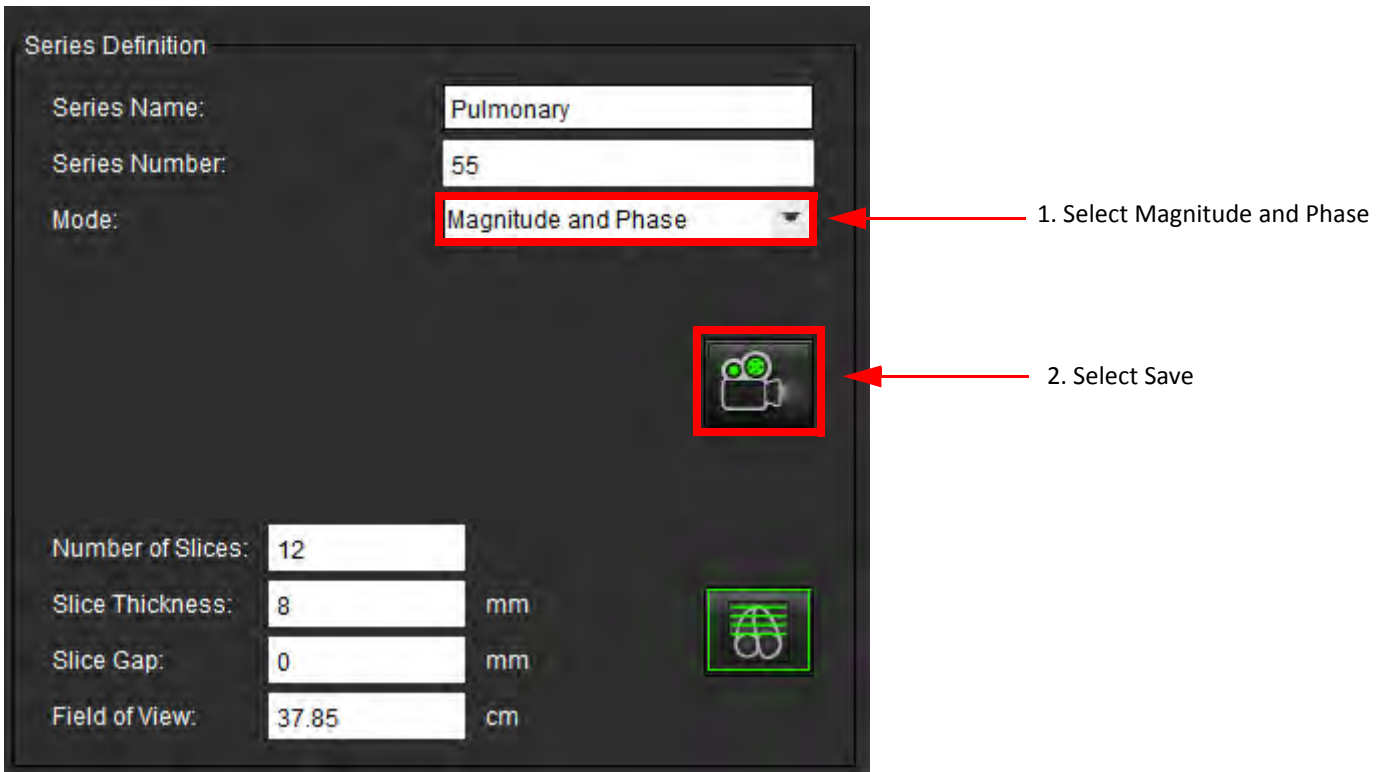 Series Definition
Series Name: Pulmonary
Series Number: 55
Mode: Magnitude and Phase
1. Select Magnitude and Phase
2. Select Save
Number of Slices: 12
Slice Thickness: 8 mm
Slice Gap: 0 mm
Field of View: 37.85 cm